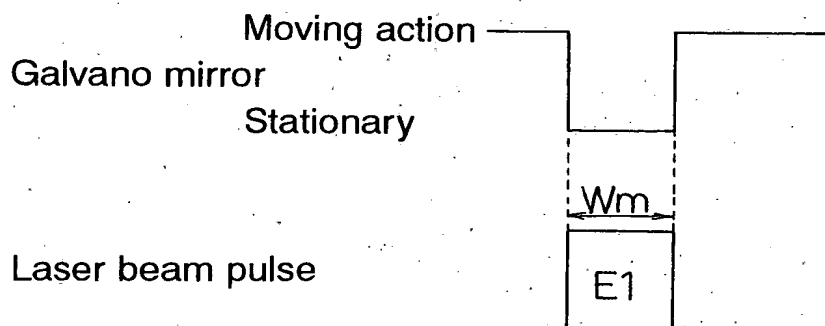 Moving action
Galvano mirror
Stationary
Wm
Laser beam pulse
E1